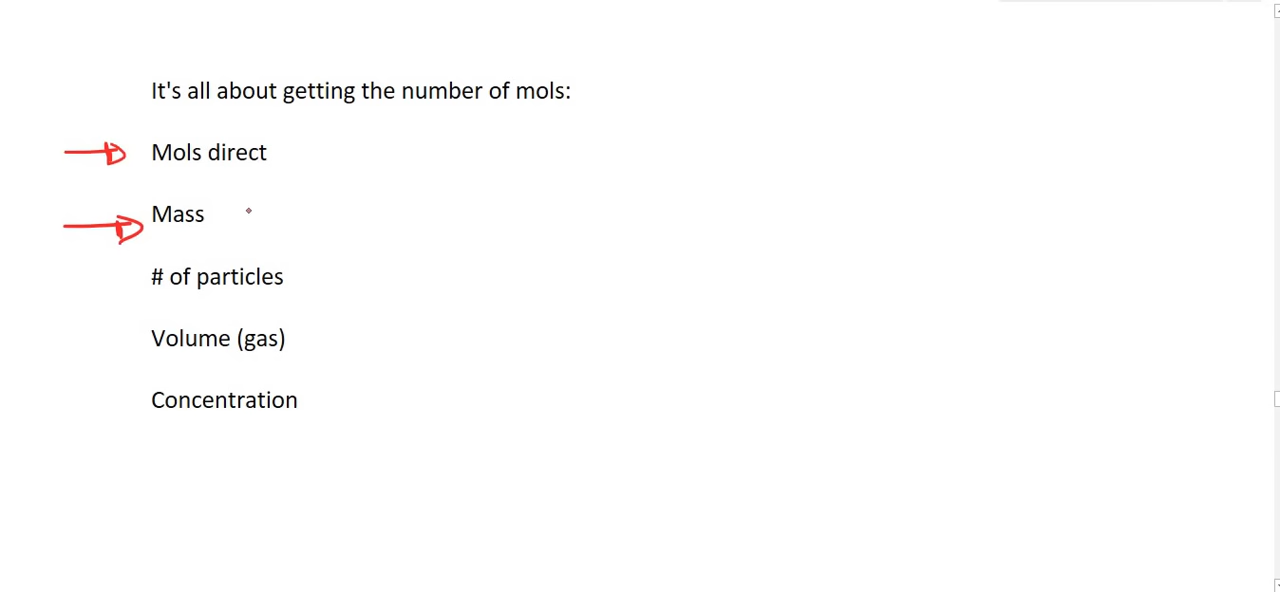 It's all about getting the number of mols:
Mols direct
Mass
# of particles
Volume (gas)
Concentration